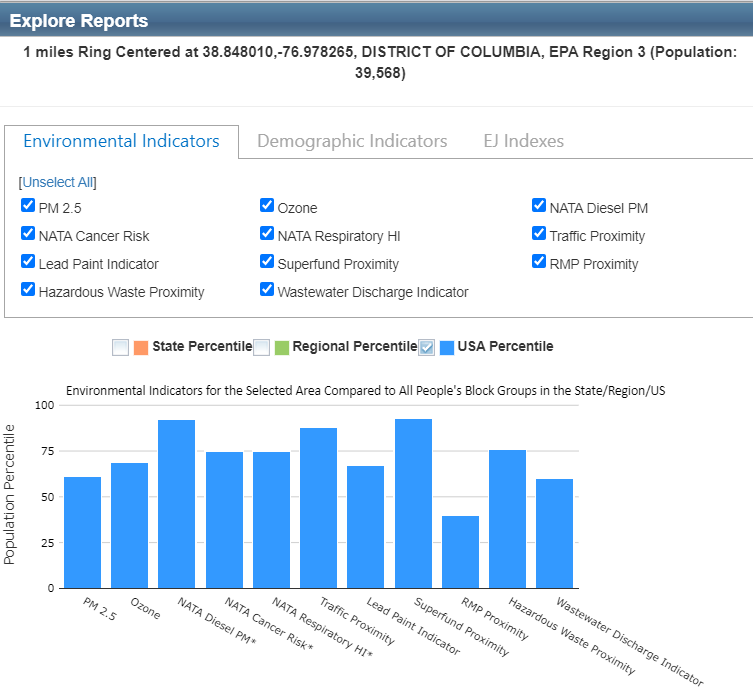 Explore Reports
1 miles Ring Centered at 38.848010,-76.978265, DISTRICT OF COLUMBIA, EPA Region 3 (Population:
39,568)
Environmental Indicators Demographic Indicators EJ Indexes
[Unselect All]
PM 2.5 Ozone NATA Diesel PM
NATA Cancer Risk NATA Respiratory HI Traffic Proximity
Lead Paint Indicator Superfund Proximity RMP Proximity
Hazardous Waste Proximity Wastewater Discharge Indicator
State Percentile Regional Percentile USA Percentile
Environmental Indicators for the Selected Area Compared to All People's Block Groups in the State/Region/US
Population Percentile
100
75
50
25
0
PM 2.5
Ozone
NATA Diesel PM*
NATA Cancer Risk*
NATA Respiratory HI*
Traffic Proximity
Lead Paint Indicator
Superfund Proximity
RMP Proximity
Hazardous Waste Proximity
Wastewater Discharge Indicator